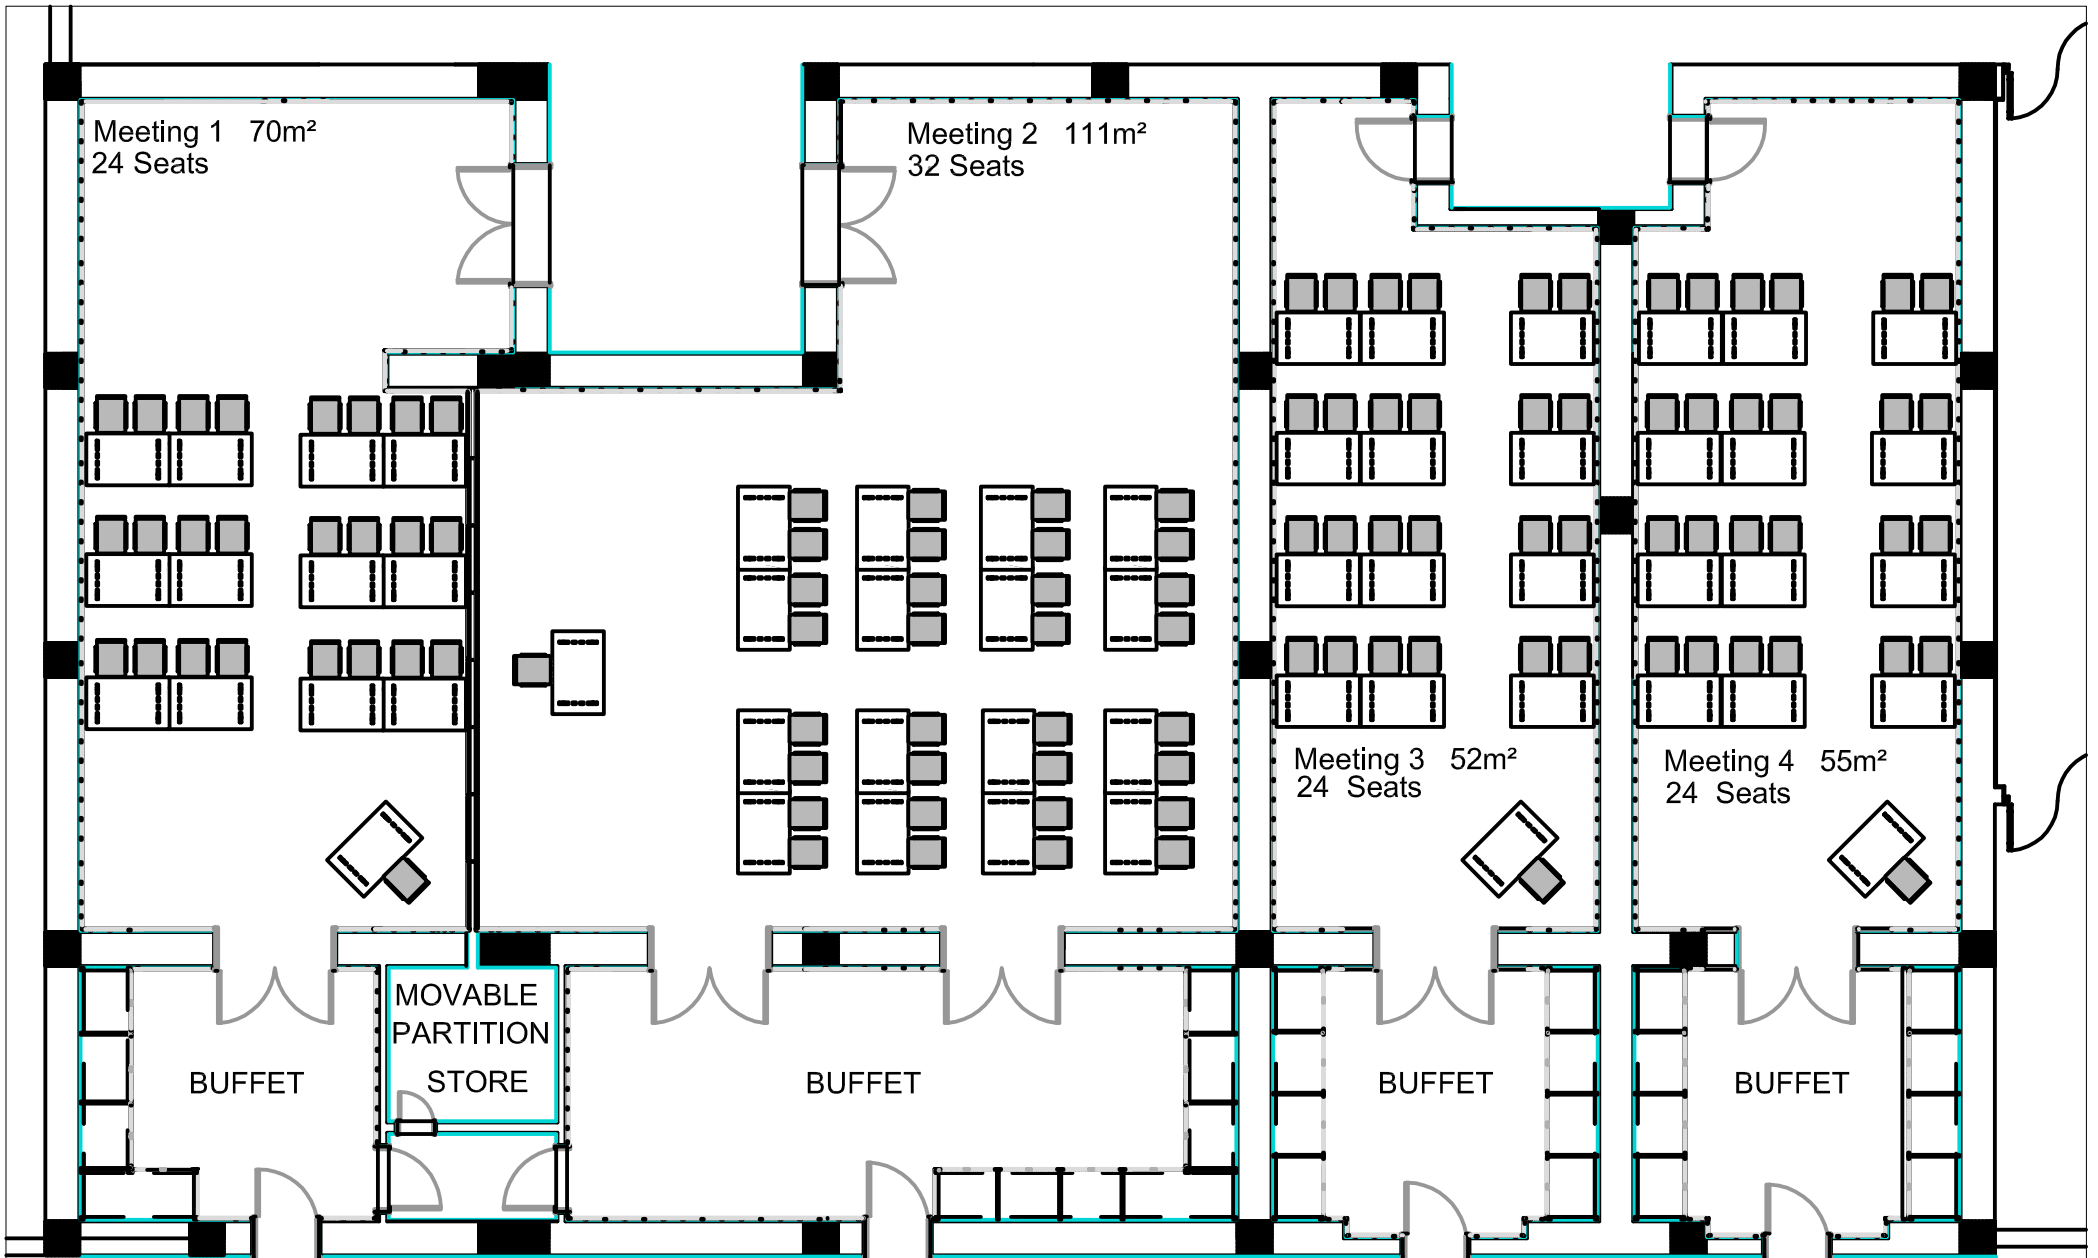 Meeting 1 70m²
24 Seats
Meeting 2 111m²
32 Seats
Meeting 3 52m²
24 Seats
Meeting 4 55m²
24 Seats
MOVABLE
PARTITION
STORE
BUFFET
BUFFET
BUFFET
BUFFET